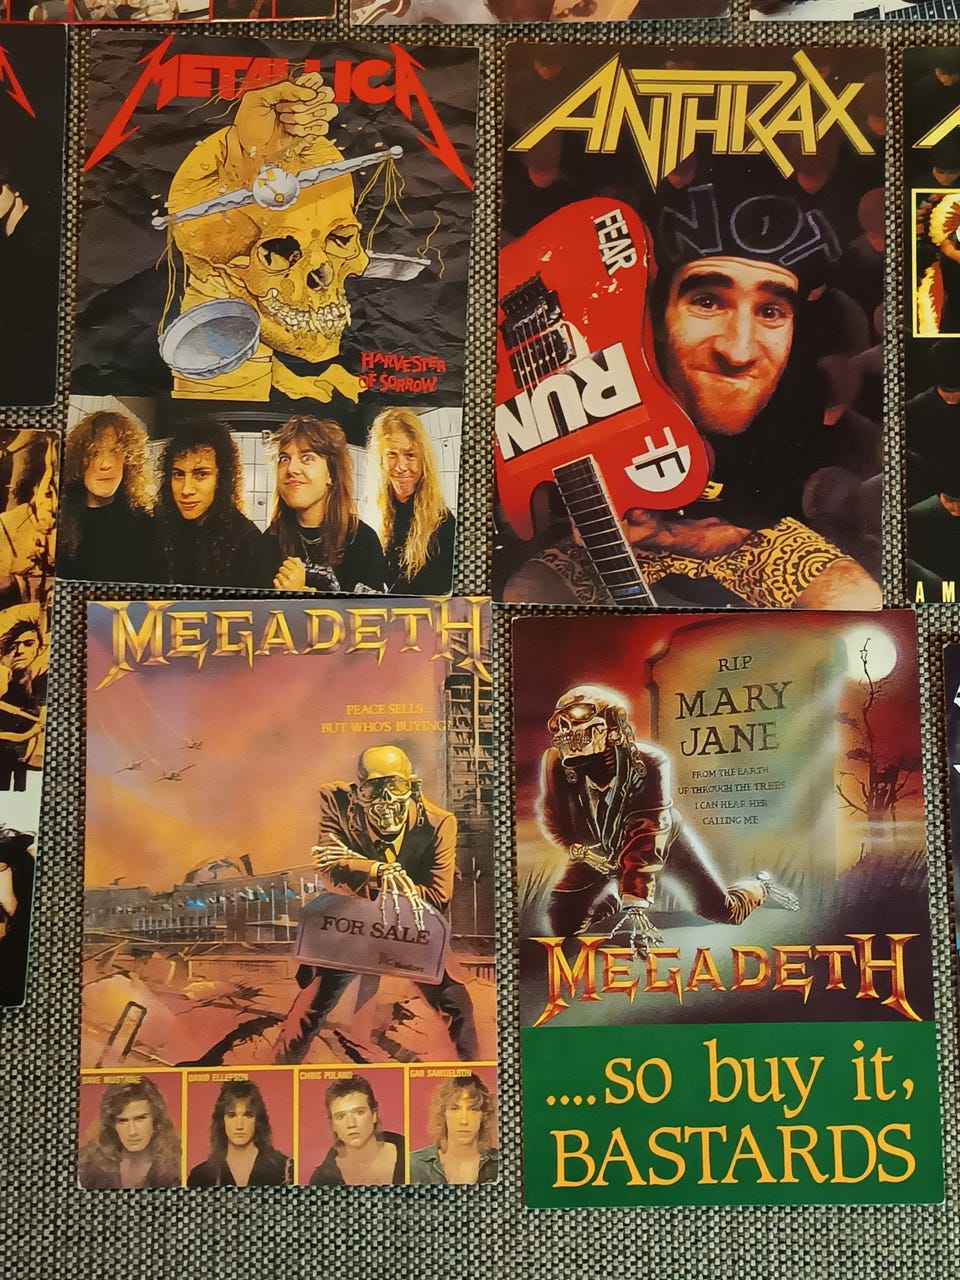 METALLICA
HARVESTER
OF SORROW
ANTHRAX
NOT
FEAR
RUN
FF
A M
MEGADETH
PEACE SELLS...
BUT WHO'S BUYING?
FOR SALE
Realtors
DAVE MUSTAINE
DAVID ELLEFSON
CHRIS POLAND
GAR SAMUELSON
RIP
MARY
JANE
FROM THE EARTH
UP THROUGH THE TREES
I CAN HEAR HER
CALLING ME
MEGADETH
....so buy it,
BASTARDS